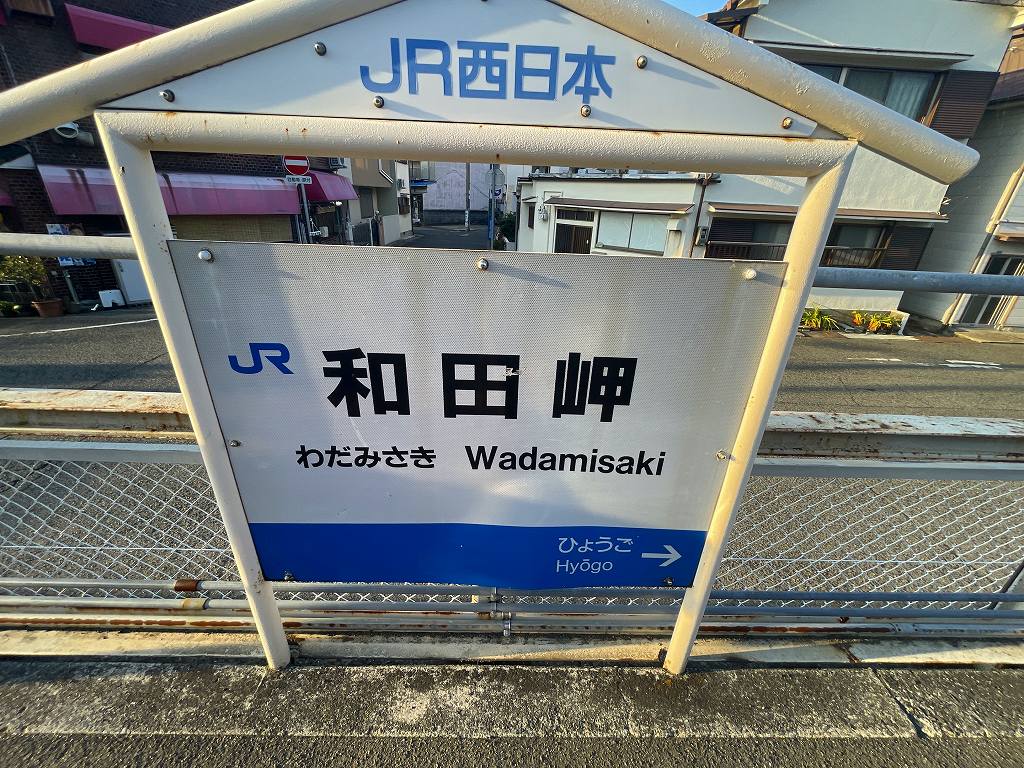 JR西日本
JR 和田岬
わだみさき Wadamisaki
ひょうご →
Hyōgo